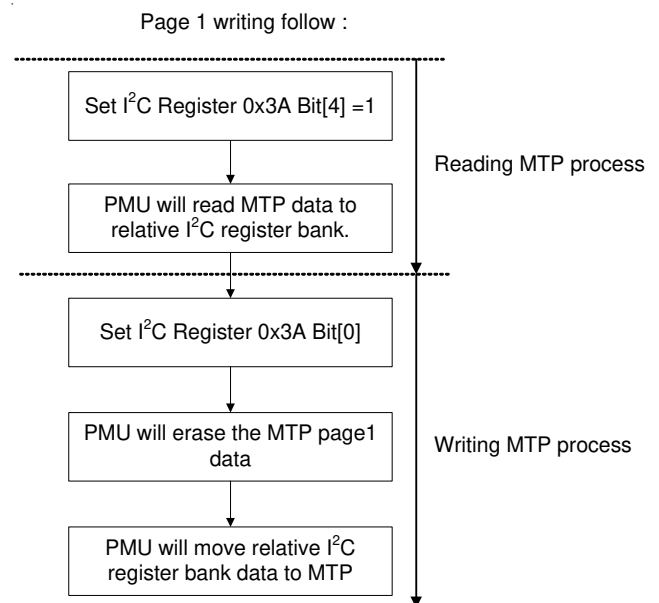 Page 1 writing follow :
Set I²C Register 0x3A Bit[4] =1
Reading MTP process
PMU will read MTP data to
relative I²C register bank.
Set I²C Register 0x3A Bit[0]
PMU will erase the MTP page1
data
Writing MTP process
PMU will move relative I²C
register bank data to MTP